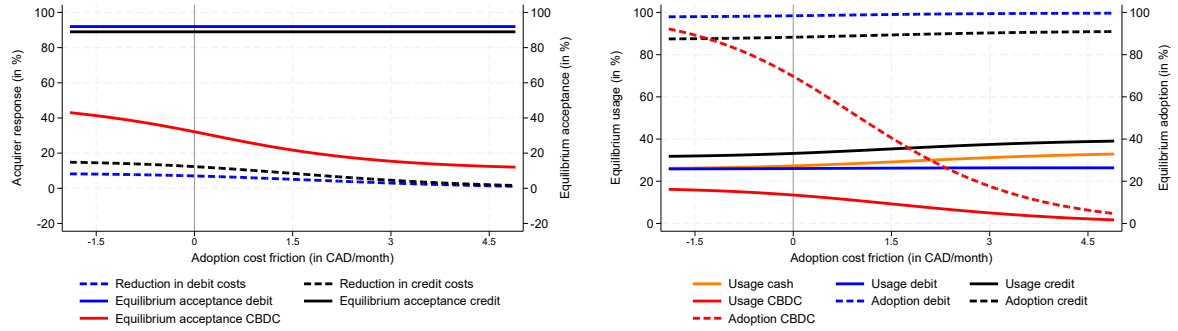 100
80
60
40
20
0
-20
Acquirer response (in %)
100
80
60
40
20
0
-20
Equilibrium acceptance (in %)
-1.5 0 1.5 3 4.5
Adoption cost friction (in CAD/month)
Reduction in debit costs Reduction in credit costs
Equilibrium acceptance debit Equilibrium acceptance credit
Equilibrium acceptance CBDC
100
80
60
40
20
0
Equilibrium usage (in %)
100
80
60
40
20
0
Equilibrium adoption (in %)
-1.5 0 1.5 3 4.5
Adoption cost friction (in CAD/month)
Usage cash Usage debit Usage credit
Usage CBDC Adoption debit Adoption credit
Adoption CBDC